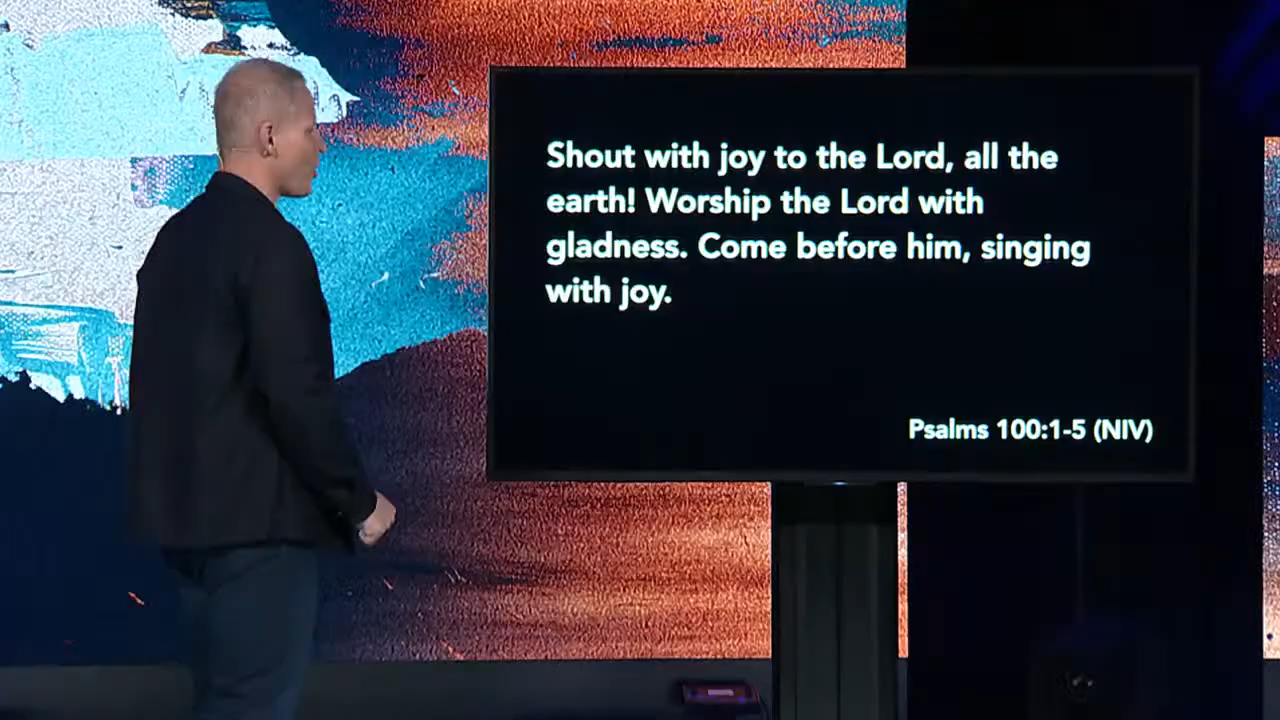 Shout with joy to the Lord, all the
earth! Worship the Lord with
gladness. Come before him, singing
with joy.
Psalms 100:1-5 (NIV)